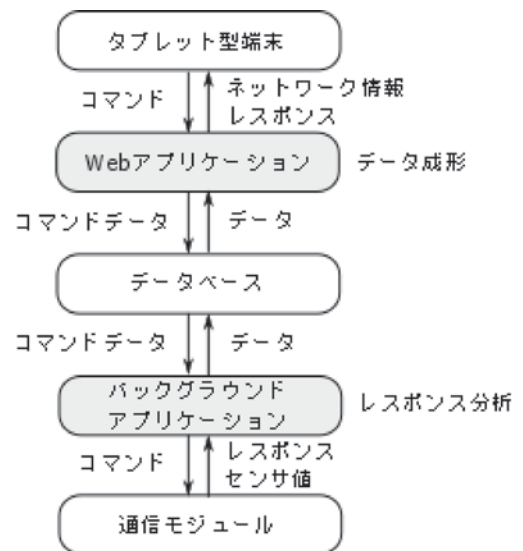 タブレット型端末
コマンド
ネットワーク情報
レスポンス
Webアプリケーション
データ成形
コマンドデータ
データ
データベース
コマンドデータ
データ
バックグラウンド
アプリケーション
レスポンス分析
コマンド
レスポンス
センサ値
通信モジュール